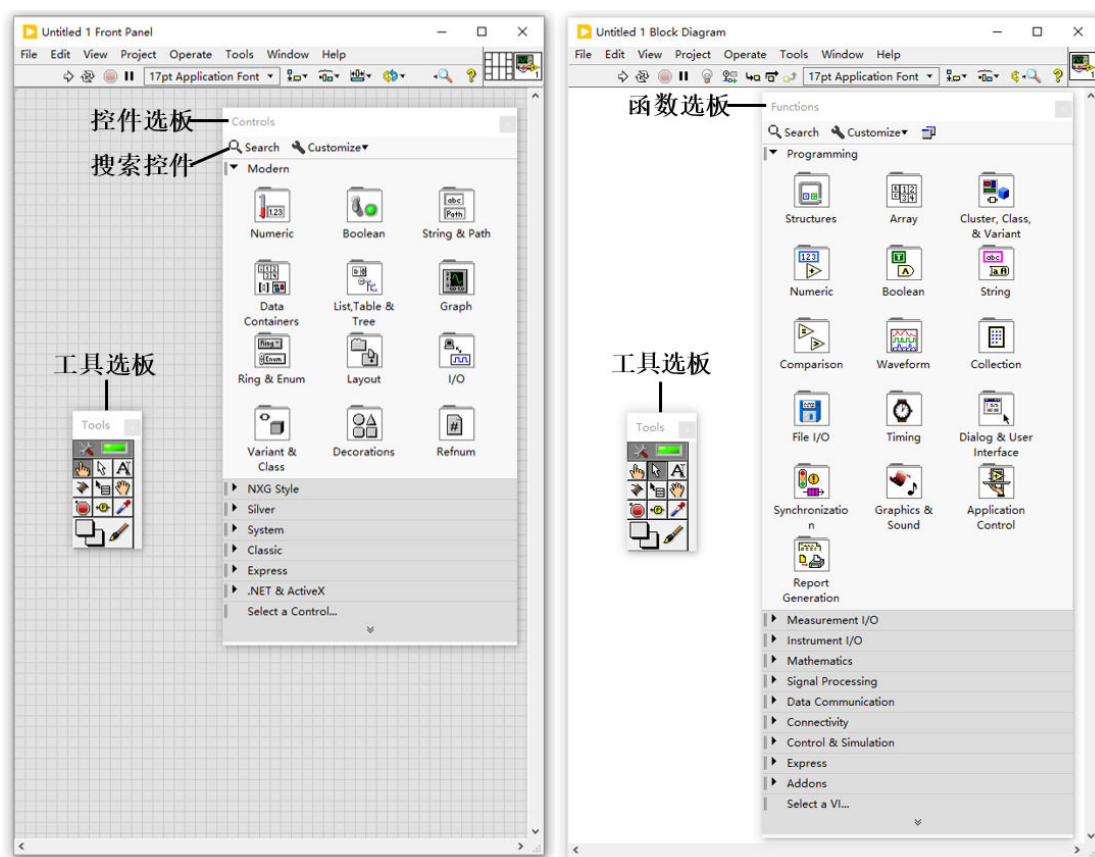 Untitled 1 Front Panel
File Edit View Project Operate Tools Window Help
17pt Application Font
控件选板
Controls
搜索控件
Search Customize
Modern
Numeric Boolean String & Path
Data Containers
List,Table & Tree
Graph
Ring & Enum Layout I/O
Variant & Class
Decorations
Refnum
NXG Style
Silver
System
Classic
Express
.NET & ActiveX
Select a Control...
工具选板
Tools
Untitled 1 Block Diagram
File Edit View Project Operate Tools Window Help
17pt Application Font
函数选板
Functions
Search Customize
Programming
Structures Array
Cluster, Class, & Variant
Numeric Boolean String
Comparison Waveform Collection
File I/O Timing
Dialog & User Interface
Synchronizatio
n
Graphics & Sound
Application Control
Report Generation
Measurement I/O
Instrument I/O
Mathematics
Signal Processing
Data Communication
Connectivity
Control & Simulation
Express
Addons
Select a VI...
工具选板
Tools